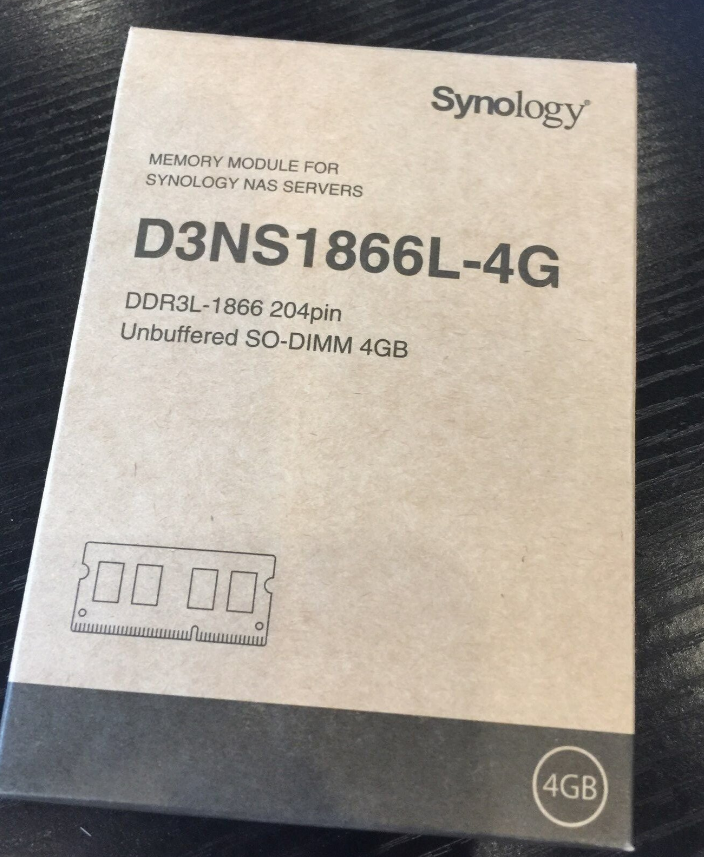 Synology®
MEMORY MODULE FOR
SYNOLOGY NAS SERVERS
D3NS1866L-4G
DDR3L-1866 204pin
Unbuffered SO-DIMM 4GB
4GB